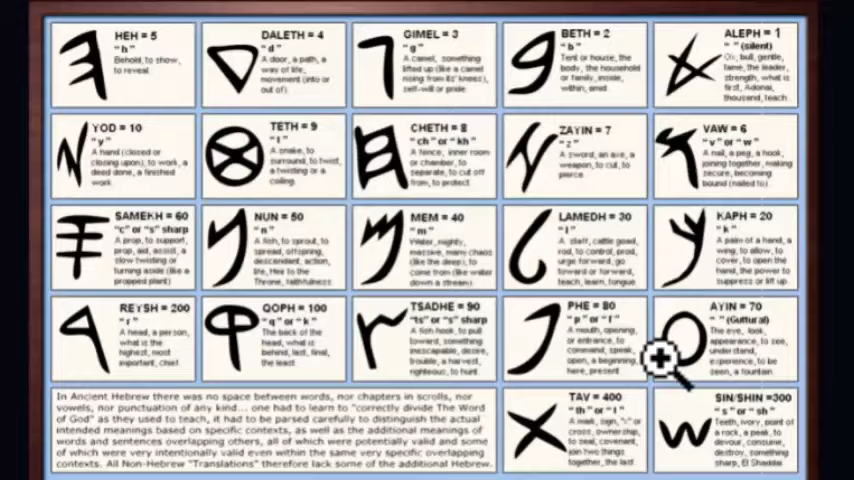 HEH = 5
"h"
Behold, to show,
to reveal
DALETH = 4
"d"
A door, a path, a
way of life,
movement (into or
out of)
GIMEL = 3
"g"
A camel, something
lifted up (like a camel
rising from its' knees),
self-will or pride
BETH = 2
"b"
Tent or house, the
body, the household
or family, inside,
within, amid
ALEPH = 1
" " (silent)
Ox, bull, gentle,
tame, the leader,
strength, what is
first, Adonai,
thousand, teach
YOD = 10
"y"
A hand (closed or
closing upon), to work, a
deed done, a finished
work
TETH = 9
"t"
A snake, to
surround, to twist,
a twisting or a
coiling
CHETH = 8
"ch" or "kh"
A fence, inner room
or chamber, to
separate, to cut off
from, to protect
ZAYIN = 7
"z"
A sword, an axe, a
weapon, to cut, to
pierce
VAW = 6
"v" or "w"
A nail, a peg, a hook,
joining together, making
secure, becoming
bound (nailed to)
SAMEKH = 60
"c" or "s" sharp
A prop, to support,
prop, aid, assist, a
slow twisting or
turning aside (like a
propped plant)
NUN = 50
"n"
A fish, to sprout, to
spread, offspring,
descendant, action,
life, Heir to the
Throne, faithfulness
MEM = 40
"m"
Water, mighty,
massive, many chaos
(like the deep), to
come from (like water
down a stream)
LAMEDH = 30
"l"
A staff, cattle goad,
rod, to control, prod,
urge forward, go
toward or forward,
teach, learn, tongue
KAPH = 20
"k"
A palm of a hand, a
wing, to allow, to
cover, to open the
hand, the power to
suppress or lift up
REYSH = 200
"r"
A head, a person,
what is the
highest, most
important, chief
QOPH = 100
"q" or "k"
The back of the
head, what is
behind, last, final,
the least
TSADHE = 90
"ts" or "s" sharp
A fish hook, to pull
toward, something
inescapable, desire,
trouble, a harvest,
righteous, to hunt
PHE = 80
"p" or "f"
A mouth, opening,
or entrance, to
command, speak,
open, a beginning,
here, present
AYIN = 70
" " (Guttural)
The eye, look,
appearance, to see,
understand,
experience, to be
seen, a fountain
In Ancient Hebrew there was no space between words, nor chapters in scrolls, nor
vowels, nor punctuation of any kind... one had to learn to "correctly divide The Word
of God" as they used to teach, it had to be parsed carefully to distinguish the actual
intended meanings based on specific contexts, as well as the additional meanings of
words and sentences overlapping others, all of which were potentially valid and some
of which were very intentionally valid even within the same very specific overlapping
contexts. All Non-Hebrew "Translations" therefore lack some of the additional Hebrew.
TAV = 400
"th" or "t"
A mark, sign, "x" or
cross, ownership,
to seal, covenant,
join two things
together, the last
SIN/SHIN =300
"s" or "sh"
Teeth, ivory, point of
a rock, a peak, to
devour, consume,
destroy, something
sharp, El Shaddai